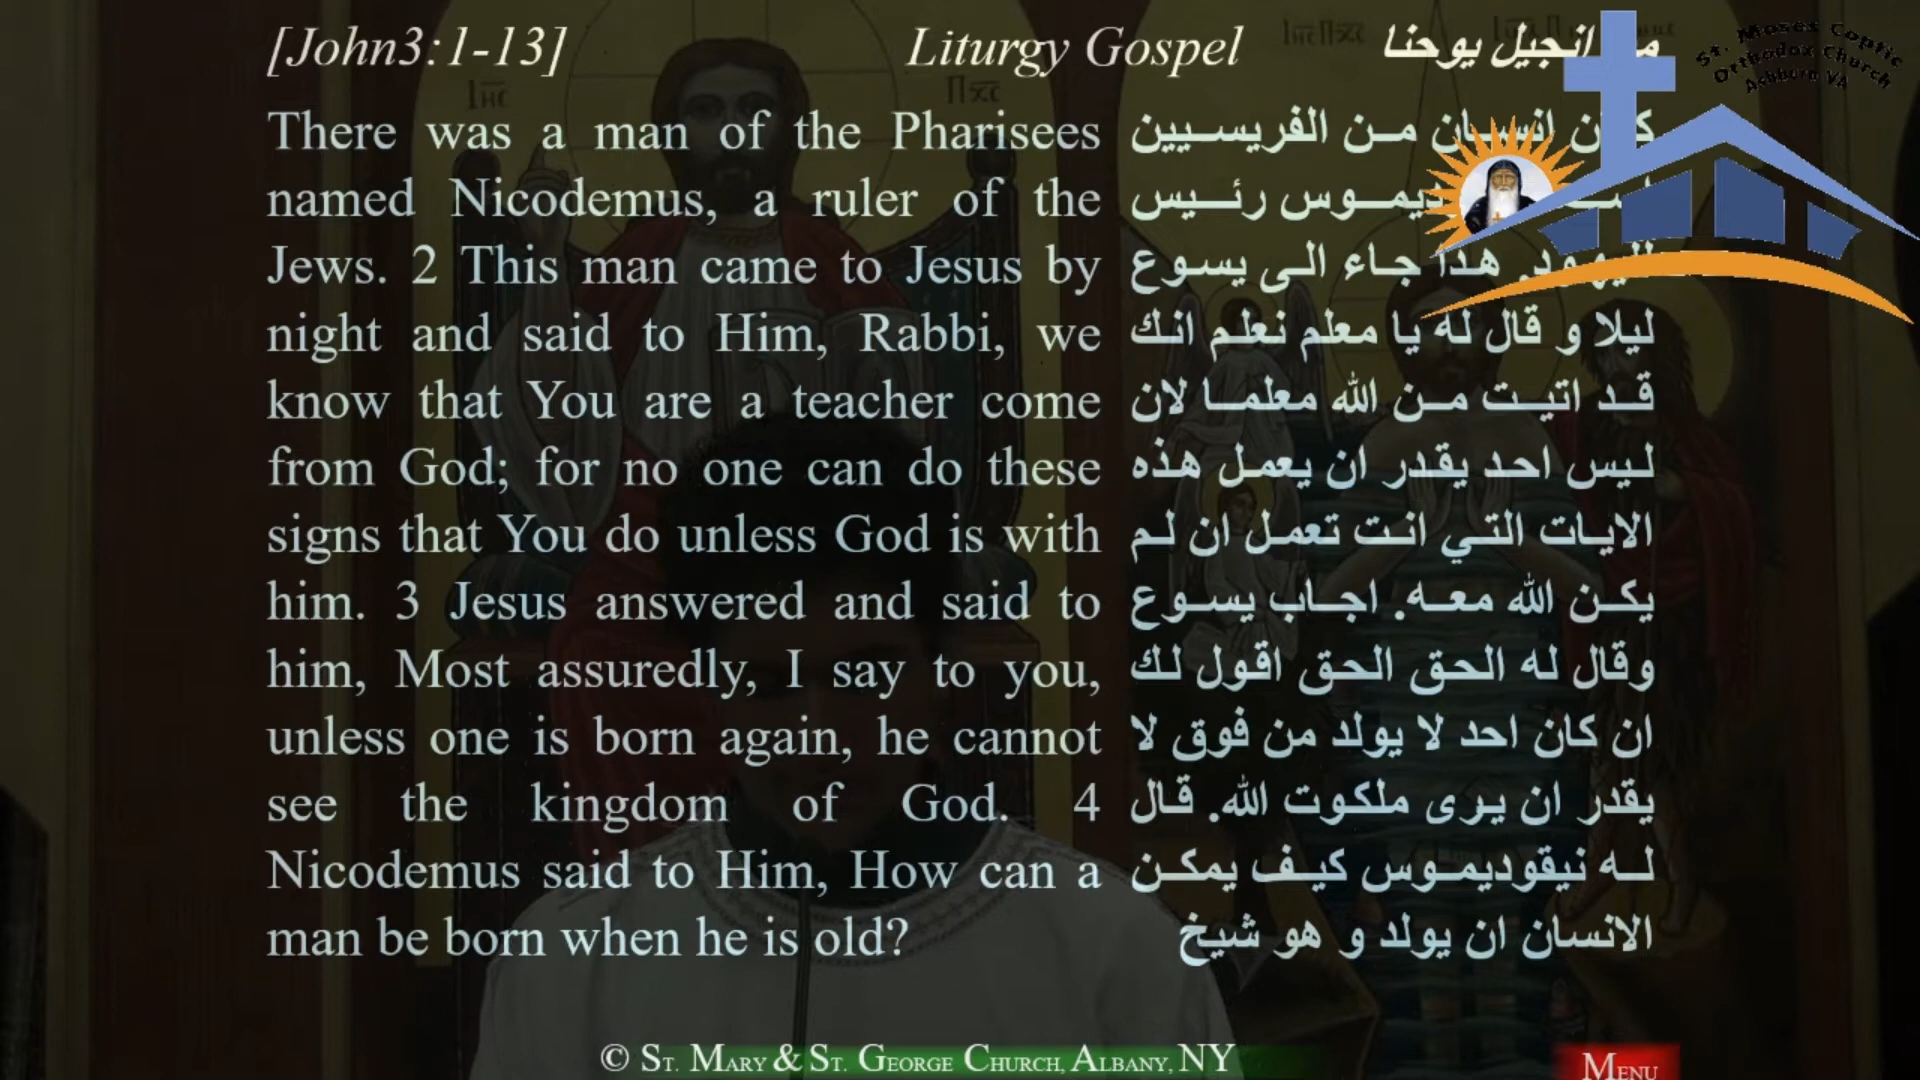 [John3:1-13]
Liturgy Gospel
انجيل يوحنا
There was a man of the Pharisees
named Nicodemus, a ruler of the
Jews. 2 This man came to Jesus by
night and said to Him, Rabbi, we
know that You are a teacher come
from God; for no one can do these
signs that You do unless God is with
him. 3 Jesus answered and said to
him, Most assuredly, I say to you,
unless one is born again, he cannot
see the kingdom of God. 4
Nicodemus said to Him, How can a
man be born when he is old?
من الفريسيين
رئيس
هذا جاء الى يسوع
ليلا و قال له يا معلم نعلم انك
قد اتيت من الله معلما لان
ليس احد يقدر ان يعمل هذه
الايات التي انت تعمل ان لم
يكن الله معه. اجاب يسوع
وقال له الحق الحق اقول لك
ان كان احد لا يولد من فوق لا
يقدر ان يرى ملكوت الله. قال
له نيقوديموس كيف يمكن
الانسان ان يولد و هو شيخ
St. Moses Coptic
Orthodox Church
Ashburn VA
© ST. MARY & ST. GEORGE CHURCH, ALBANY, NY
MENU